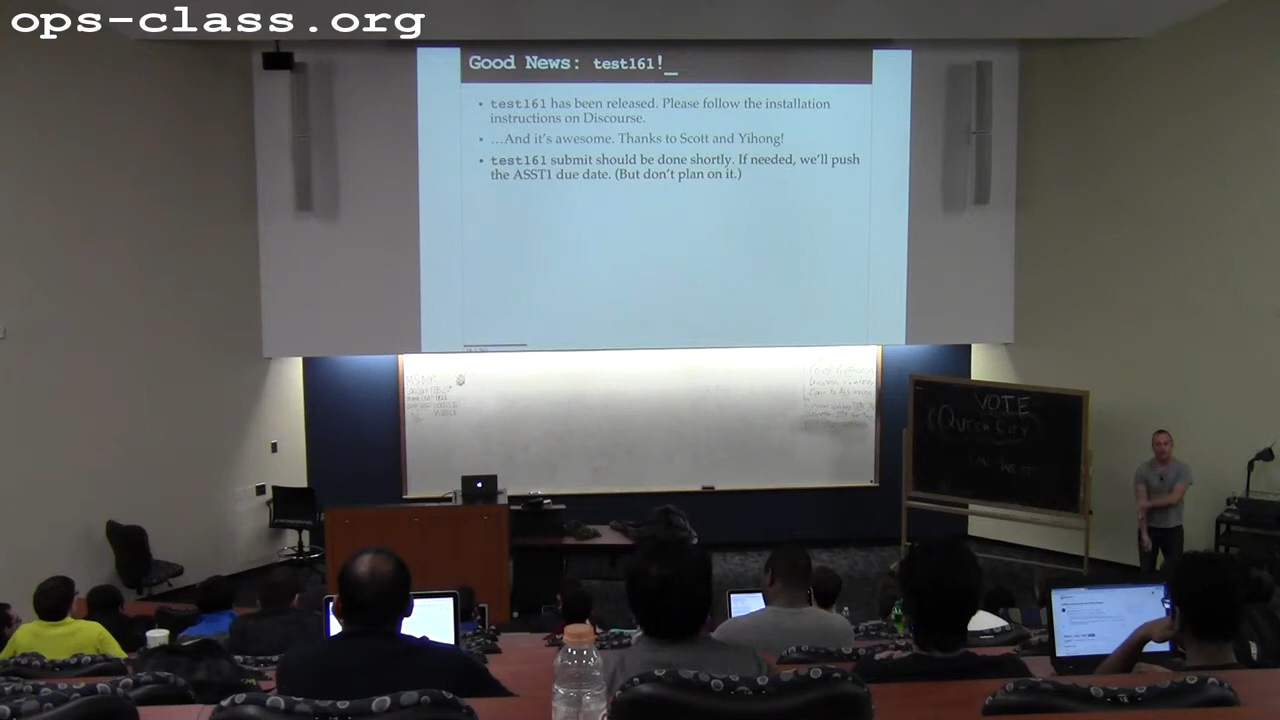 ops-class.org
Good News: test161!_
• test161 has been released. Please follow the installation
instructions on Discourse.
• …And it's awesome. Thanks to Scott and Yihong!
• test161 submit should be done shortly. If needed, we'll push
the ASST1 due date. (But don't plan on it.)
VOTE
CITY